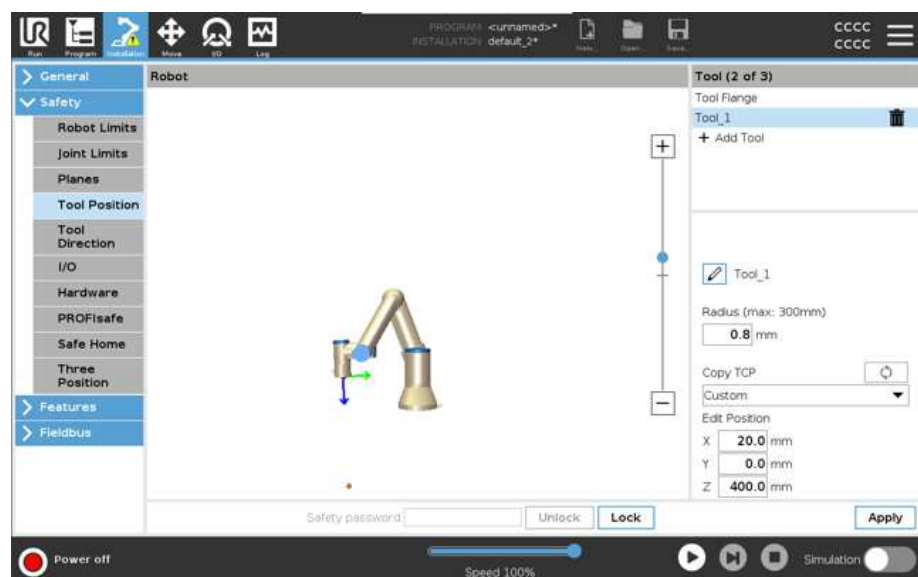 PROGRAM <unnamed>*
INSTALLATION default_2*
Run Program Installation Move I/O Log New... Open... Save...
CCCC
CCCC
General
Safety
Robot Limits
Joint Limits
Planes
Tool Position
Tool
Direction
I/O
Hardware
PROFIsafe
Safe Home
Three
Position
Features
Fieldbus
Robot
Tool (2 of 3)
Tool Flange
Tool_1
+ Add Tool
Tool_1
Radius (max: 300mm)
0.8 mm
Copy TCP
Custom
Edit Position
X 20.0 mm
Y 0.0 mm
Z 400.0 mm
Safety password Unlock Lock Apply
Power off
Speed 100%
Simulation